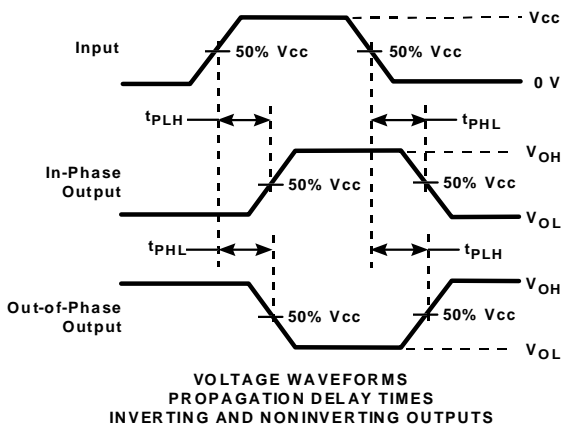 Vcc
Input
50% Vcc
50% Vcc
0 V
tPLH
tPHL
VOH
In-Phase
Output
50% Vcc
50% Vcc
VOL
tPHL
tPLH
VOH
Out-of-Phase
Output
50% Vcc
50% Vcc
VOL
VOLTAGE WAVEFORMS
PROPAGATION DELAY TIMES
INVERTING AND NONINVERTING OUTPUTS